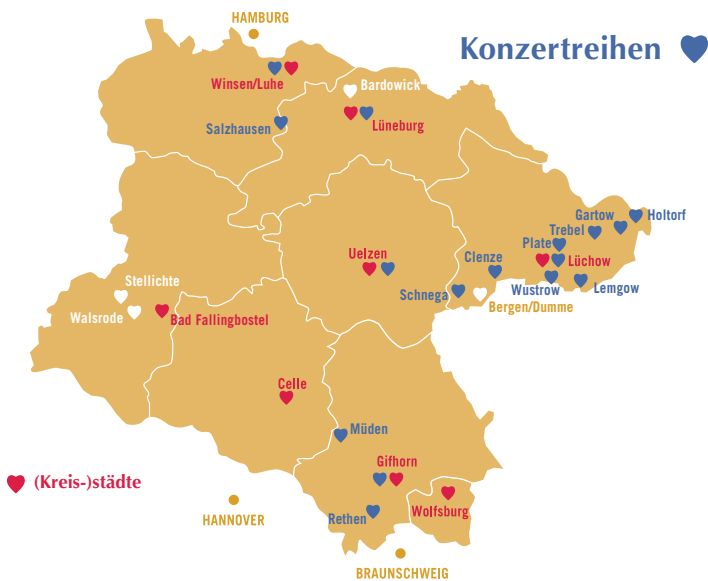 HAMBURG
Konzertreihen
Winsen/Luhe
Bardowick
Salzhausen
Lüneburg
Gartow
Holtorf
Trebel
Plate
Uelzen
Clenze
Lüchow
Stellichte
Schnega
Wustrow
Lemgow
Bergen/Dumme
Walsrode
Bad Fallingbostel
Celle
Müden
Gifhorn
(Kreis-)städte
Wolfsburg
HANNOVER
Rethen
BRAUNSCHWEIG